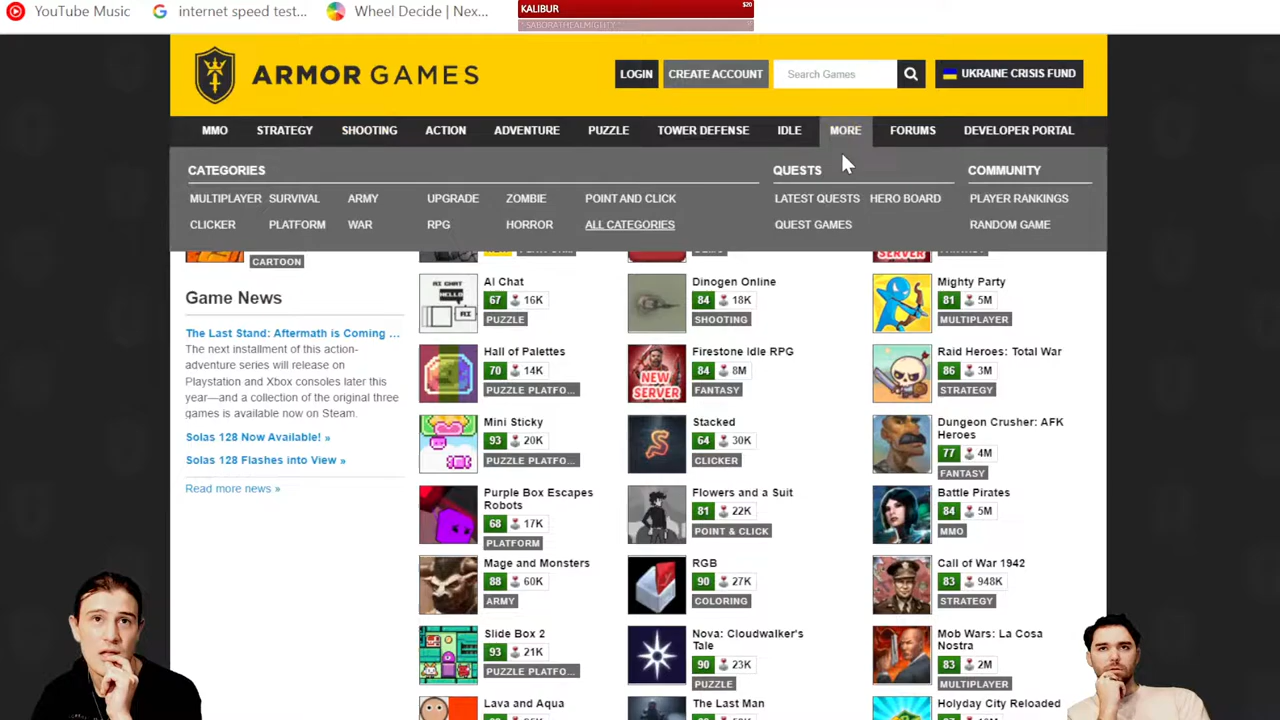 YouTube Music
internet speed test...
Wheel Decide | Nex...
KALIBUR
$20
ARMOR GAMES
LOGIN
CREATE ACCOUNT
Search Games
UKRAINE CRISIS FUND
MMO STRATEGY SHOOTING ACTION ADVENTURE PUZZLE TOWER DEFENSE IDLE MORE FORUMS DEVELOPER PORTAL
CATEGORIES
MULTIPLAYER SURVIVAL ARMY UPGRADE ZOMBIE POINT AND CLICK
CLICKER PLATFORM WAR RPG HORROR ALL CATEGORIES
QUESTS
LATEST QUESTS HERO BOARD
QUEST GAMES
COMMUNITY
PLAYER RANKINGS
RANDOM GAME
CARTOON
Game News
The Last Stand: Aftermath is Coming ...
The next installment of this action-
adventure series will release on
Playstation and Xbox consoles later this
year—and a collection of the original three
games is available now on Steam.
Solas 128 Now Available! »
Solas 128 Flashes into View »
Read more news »
AI CHAT
HELLO
AI
AI Chat
67 16K
PUZZLE
Hall of Palettes
70 14K
PUZZLE PLATFO...
Mini Sticky
93 20K
PUZZLE PLATFO...
Purple Box Escapes
Robots
68 17K
PLATFORM
Mage and Monsters
88 60K
ARMY
Slide Box 2
93 21K
PUZZLE PLATFO...
Lava and Aqua
Dinogen Online
84 18K
SHOOTING
NEW
SERVER
Firestone Idle RPG
84 8M
FANTASY
Stacked
64 30K
CLICKER
Flowers and a Suit
81 22K
POINT & CLICK
RGB
90 27K
COLORING
Nova: Cloudwalker's
Tale
90 23K
PUZZLE
The Last Man
SERVER
Mighty Party
81 5M
MULTIPLAYER
Raid Heroes: Total War
86 3M
STRATEGY
Dungeon Crusher: AFK
Heroes
77 4M
FANTASY
Battle Pirates
84 5M
MMO
Call of War 1942
83 948K
STRATEGY
Mob Wars: La Cosa
Nostra
83 2M
MULTIPLAYER
Holyday City Reloaded